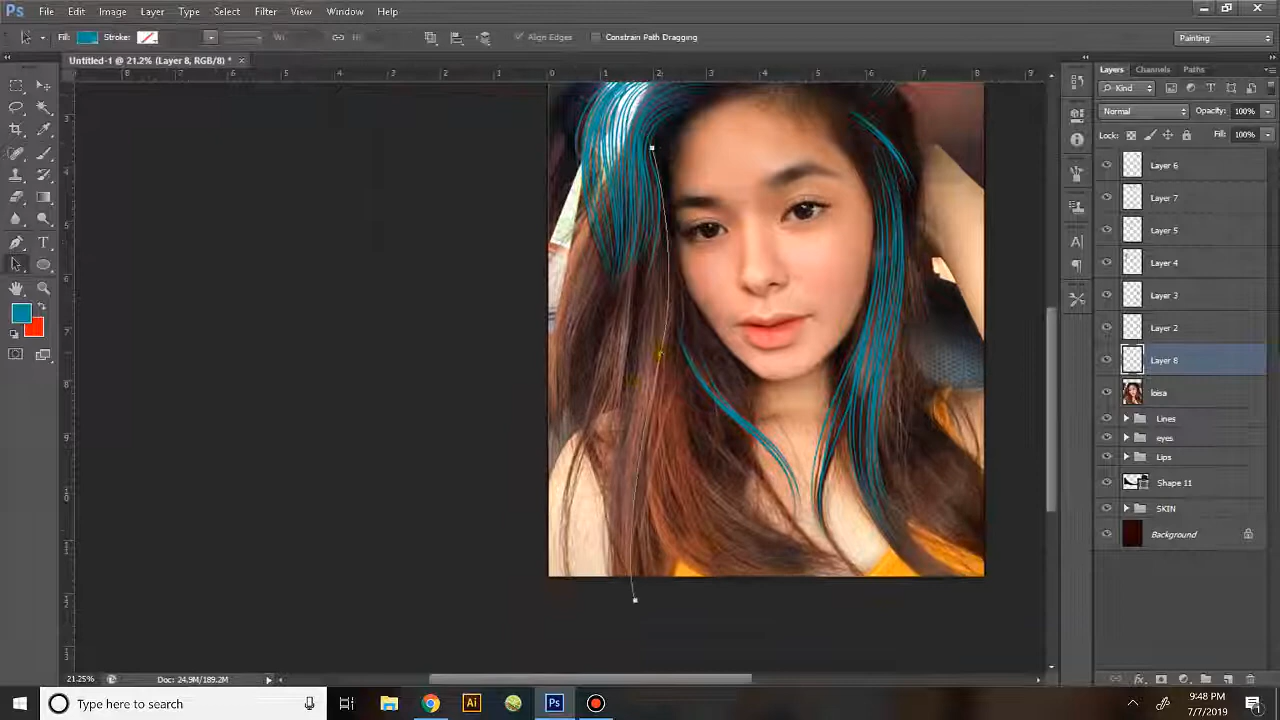 Ps File Edit Image Layer Type Select Filter View Window Help
Fill: Stroke: Align Edges Constrain Path Dragging Painting
Untitled-1 @ 21.2% (Layer 8, RGB/8) *
Layers Channels Paths
Kind
Normal Opacity: 100%
Lock: Fill: 100%
Layer 6
Layer 7
Layer 5
Layer 4
Layer 3
Layer 2
Layer 8
loisa
Lines
eyes
Lips
Shape 11
SKIN
Background
21.25% Doc: 24.9M/189.2M
Type here to search
Ai Ps
9:48 PM
7/7/2019